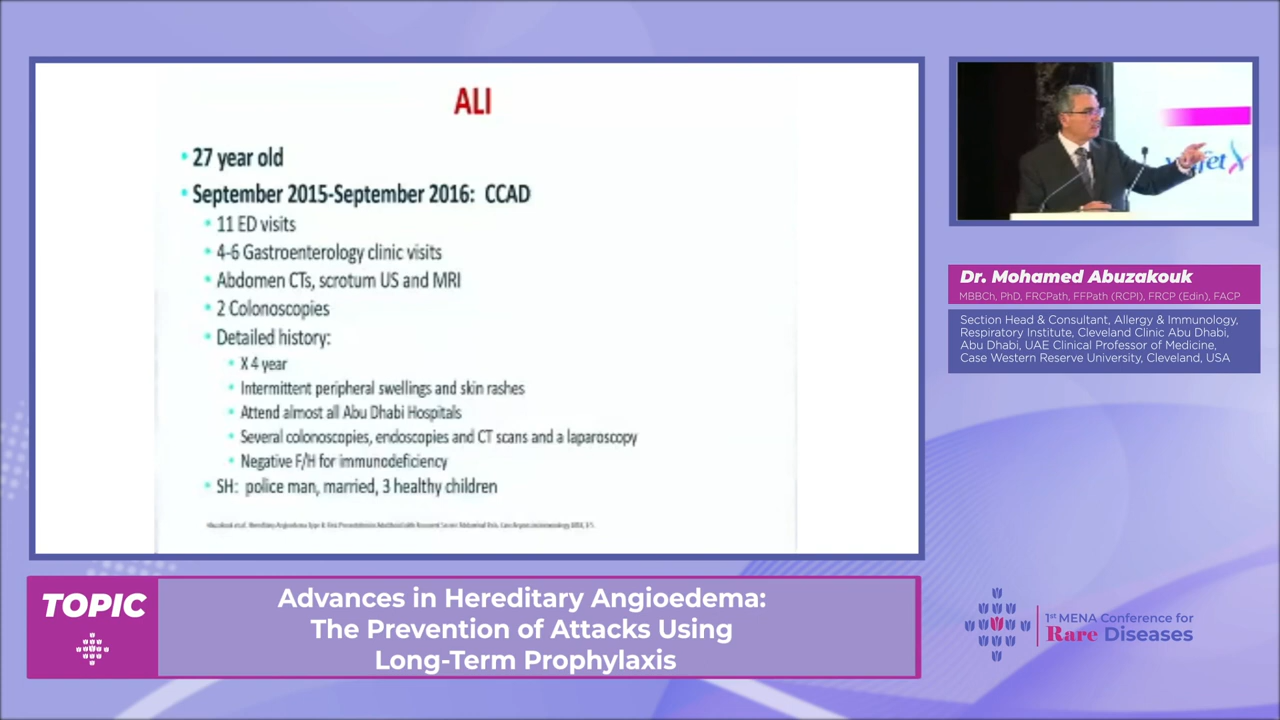 ALI
• 27 year old
• September 2015-September 2016: CCAD
• 11 ED visits
• 4-6 Gastroenterology clinic visits
• Abdomen CTs, scrotum US and MRI
• 2 Colonoscopies
• Detailed history:
• X 4 year
• Intermittent peripheral swellings and skin rashes
• Attend almost all Abu Dhabi Hospitals
• Several colonoscopies, endoscopies and CT scans and a laparoscopy
• Negative F/H for immunodeficiency
• SH: police man, married, 3 healthy children
Dr. Mohamed Abuzakouk
MBBCh, PhD, FRCPath, FFPath (RCPI), FRCP (Edin), FACP
Section Head & Consultant, Allergy & Immunology,
Respiratory Institute, Cleveland Clinic Abu Dhabi,
Abu Dhabi, UAE Clinical Professor of Medicine,
Case Western Reserve University, Cleveland, USA
TOPIC
Advances in Hereditary Angioedema:
The Prevention of Attacks Using
Long-Term Prophylaxis
1st MENA Conference for
Rare Diseases